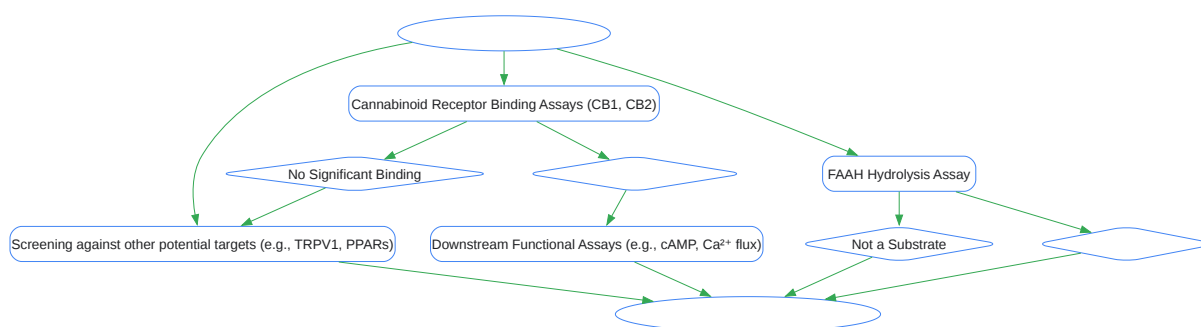 Cannabinoid Receptor Binding Assays (CB1, CB2)
No Significant Binding
FAAH Hydrolysis Assay
Screening against other potential targets (e.g., TRPV1, PPARs)
Downstream Functional Assays (e.g., cAMP, Ca²⁺ flux)
Not a Substrate